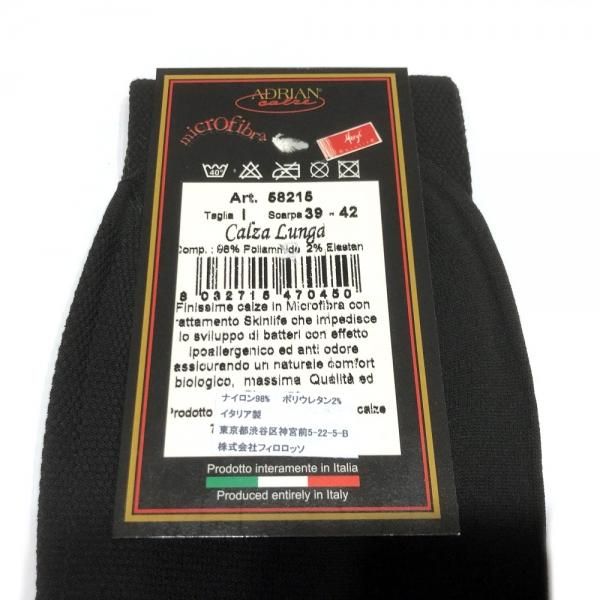 ADRIAN®
calze
microfibra
Meryl
40°
Art. 58215
Taglia I Scarpa 39 - 42
Calza Lunga
Comp.: 98% Poliammide 2% Elastan
8 032715 470450
Finissime calze in Microfibra con
rattamento Skinlife che impedisce
lo sviluppo di batteri con effetto
ipoallergenico ed anti odore
assicurando un naturale comfort
biologico, massima Qualità ed
Prodotto calze
ナイロン98% ポリウレタン2%
イタリア製
東京都渋谷区神宮前5-22-5-B
株式会社フィロロッソ
Prodotto interamente in Italia
Produced entirely in Italy